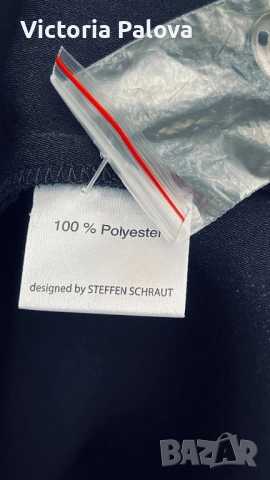 Victoria Palova
100 % Polyester
designed by STEFFEN SCHRAUT
BAZAR